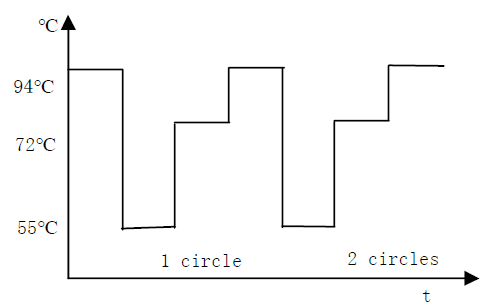 ℃
94℃
72℃
55℃
1 circle
2 circles
t